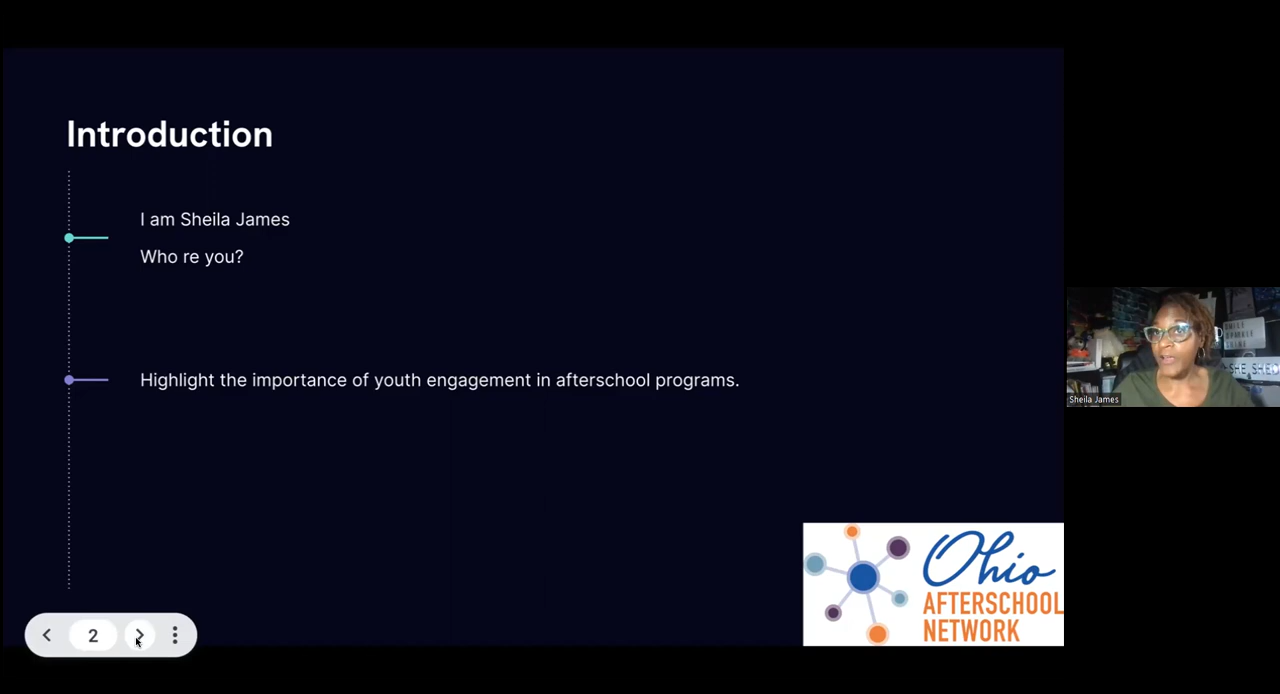 Introduction
I am Sheila James
Who re you?
Highlight the importance of youth engagement in afterschool programs.
Ohio
AFTERSCHOOL
NETWORK
2
Sheila James